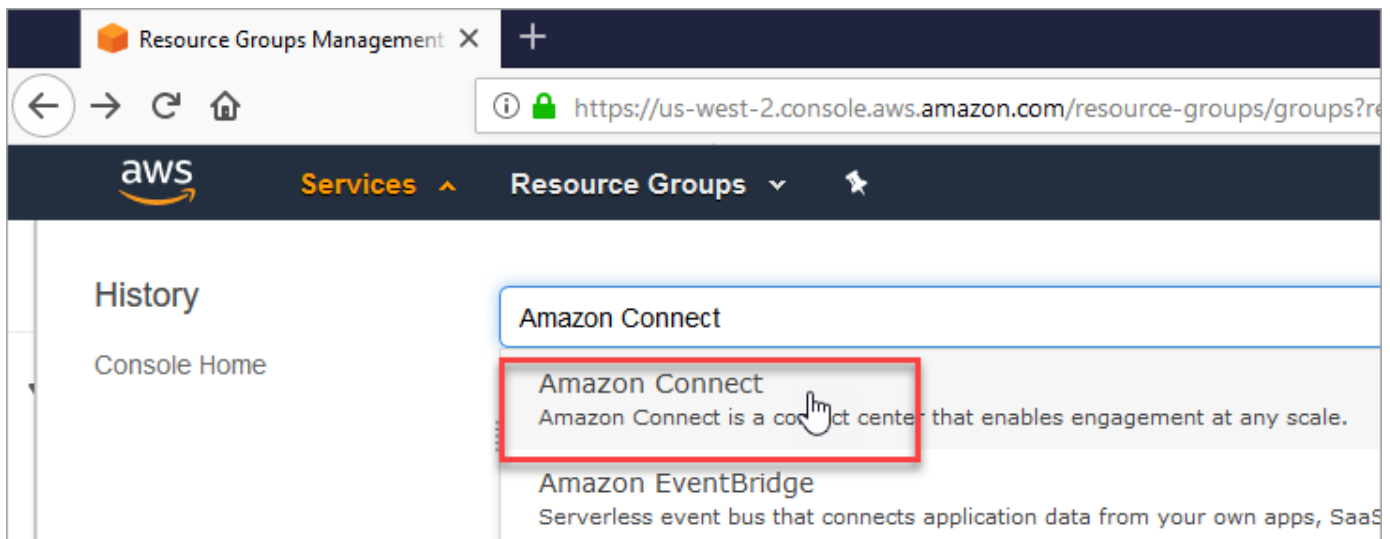 Resource Groups Management
https://us-west-2.console.aws.amazon.com/resource-groups/groups?re
aws Services Resource Groups
History
Amazon Connect
Console Home
Amazon Connect
Amazon Connect is a contact center that enables engagement at any scale.
Amazon EventBridge
Serverless event bus that connects application data from your own apps, SaaS